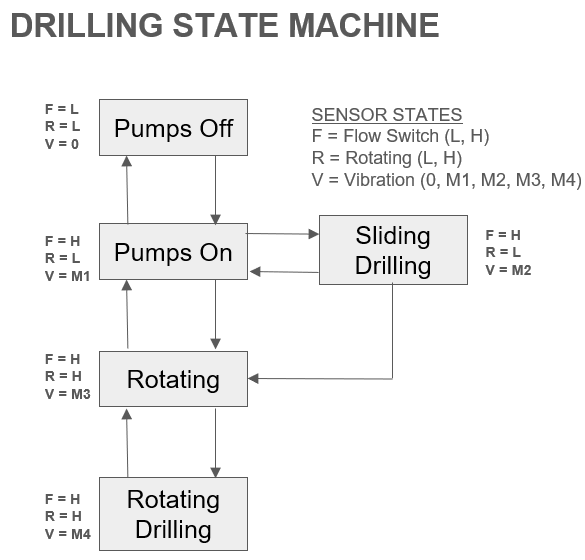 DRILLING STATE MACHINE
F = L
R = L
V = 0
Pumps Off
SENSOR STATES
F = Flow Switch (L, H)
R = Rotating (L, H)
V = Vibration (0, M1, M2, M3, M4)
F = H
R = L
V = M1
Pumps On
Sliding
Drilling
F = H
R = L
V = M2
F = H
R = H
V = M3
Rotating
F = H
R = H
V = M4
Rotating
Drilling